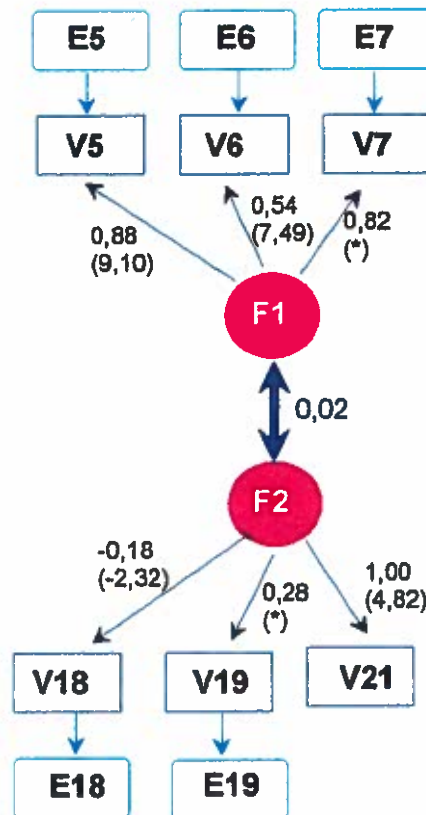 E5 E6 E7
V5 V6 V7
0,88
(9,10)
0,54
(7,49)
0,82
(*)
F1
0,02
F2
-0,18
(-2,32)
0,28
(*)
1,00
(4,82)
V18 V19 V21
E18 E19